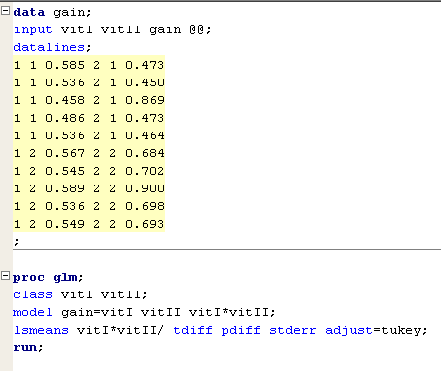 data gain;
input vitI vitII gain @@;
datalines;
1 1 0.585 2 1 0.473
1 1 0.536 2 1 0.450
1 1 0.458 2 1 0.869
1 1 0.486 2 1 0.473
1 1 0.536 2 1 0.464
1 2 0.567 2 2 0.684
1 2 0.545 2 2 0.702
1 2 0.589 2 2 0.900
1 2 0.536 2 2 0.698
1 2 0.549 2 2 0.693
;
proc glm;
class vitI vitII;
model gain=vitI vitII vitI*vitII;
lsmeans vitI*vitII/ tdiff pdiff stderr adjust=tukey;
run;